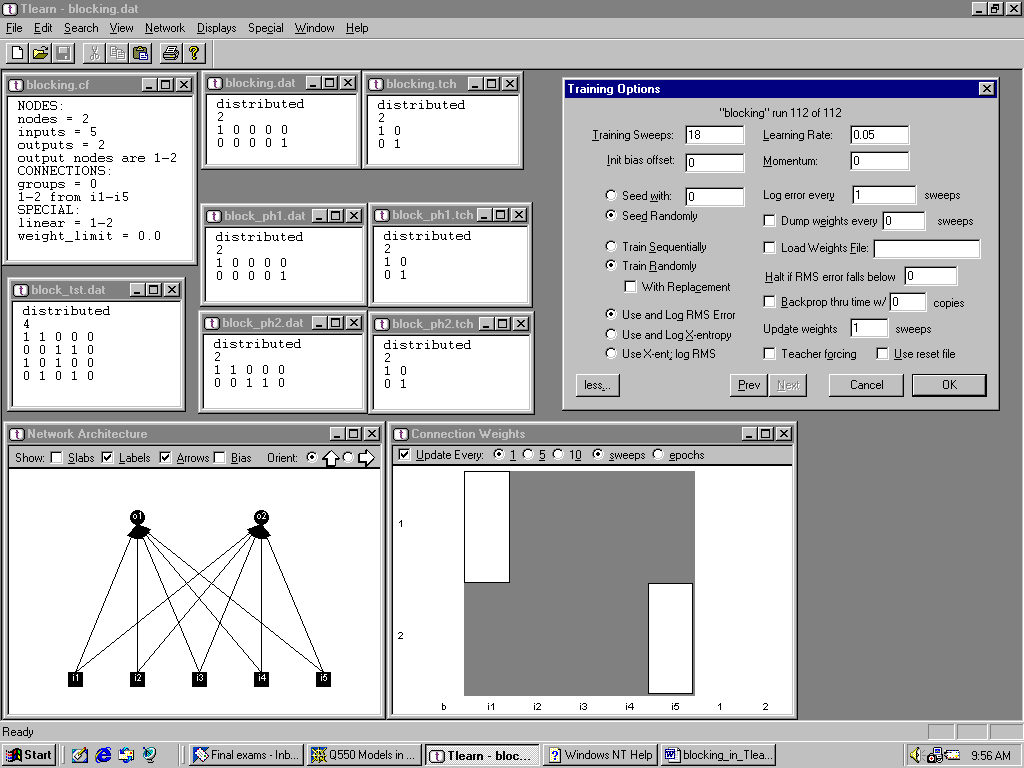 Tlearn - blocking.dat
File Edit Search View Network Displays Special Window Help
blocking.cf
NODES:
nodes = 2
inputs = 5
outputs = 2
output nodes are 1-2
CONNECTIONS:
groups = 0
1-2 from i1-i5
SPECIAL:
linear = 1-2
weight_limit = 0.0
blocking.dat
distributed
2
1 0 0 0 0
0 0 0 0 1
blocking.tch
distributed
2
1 0
0 1
block_ph1.dat
distributed
2
1 0 0 0 0
0 0 0 0 1
block_ph1.tch
distributed
2
1 0
0 1
block_tst.dat
distributed
4
1 1 0 0 0
0 0 1 1 0
1 0 1 0 0
0 1 0 1 0
block_ph2.dat
distributed
2
1 1 0 0 0
0 0 1 1 0
block_ph2.tch
distributed
2
1 0
0 1
Training Options
"blocking" run 112 of 112
Training Sweeps: 18 Learning Rate: 0.05
Init bias offset: 0 Momentum: 0
Seed with: 0 Log error every 1 sweeps
Seed Randomly Dump weights every 0 sweeps
Train Sequentially Load Weights File:
Train Randomly Halt if RMS error falls below 0
With Replacement Backprop thru time w/ 0 copies
Use and Log RMS Error
Use and Log X-entropy Update weights 1 sweeps
Use X-ent; log RMS Teacher forcing Use reset file
less... Prev Next Cancel OK
Network Architecture
Show: Slabs Labels Arrows Bias Orient:
o1 o2
i1 i2 i3 i4 i5
Connection Weights
Update Every: 1 5 10 sweeps epochs
1
2
b i1 i2 i3 i4 i5 1 2
Ready
Start Final exams - Inb... Q550 Models in ... Tlearn - bloc... Windows NT Help blocking_in_Tlea... 9:56 AM